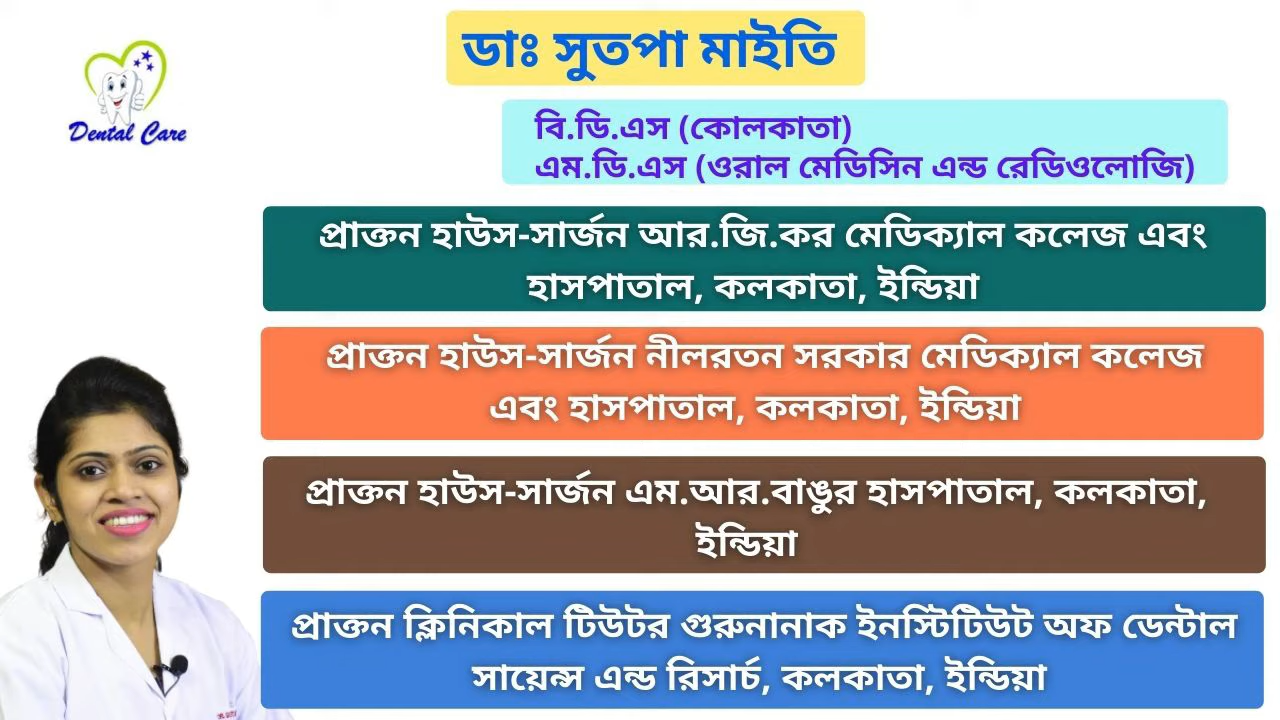 Dental Care
ডাঃ সুতপা মাইতি
বি.ডি.এস (কোলকাতা)
এম.ডি.এস (ওরাল মেডিসিন এন্ড রেডিওলোজি)
প্রাক্তন হাউস-সার্জন আর.জি.কর মেডিক্যাল কলেজ এবং
হাসপাতাল, কলকাতা, ইন্ডিয়া
প্রাক্তন হাউস-সার্জন নীলরতন সরকার মেডিক্যাল কলেজ
এবং হাসপাতাল, কলকাতা, ইন্ডিয়া
প্রাক্তন হাউস-সার্জন এম.আর.বাঙুর হাসপাতাল, কলকাতা,
ইন্ডিয়া
প্রাক্তন ক্লিনিকাল টিউটর গুরুনানাক ইনস্টিটিউট অফ ডেন্টাল
সায়েন্স এন্ড রিসার্চ, কলকাতা, ইন্ডিয়া